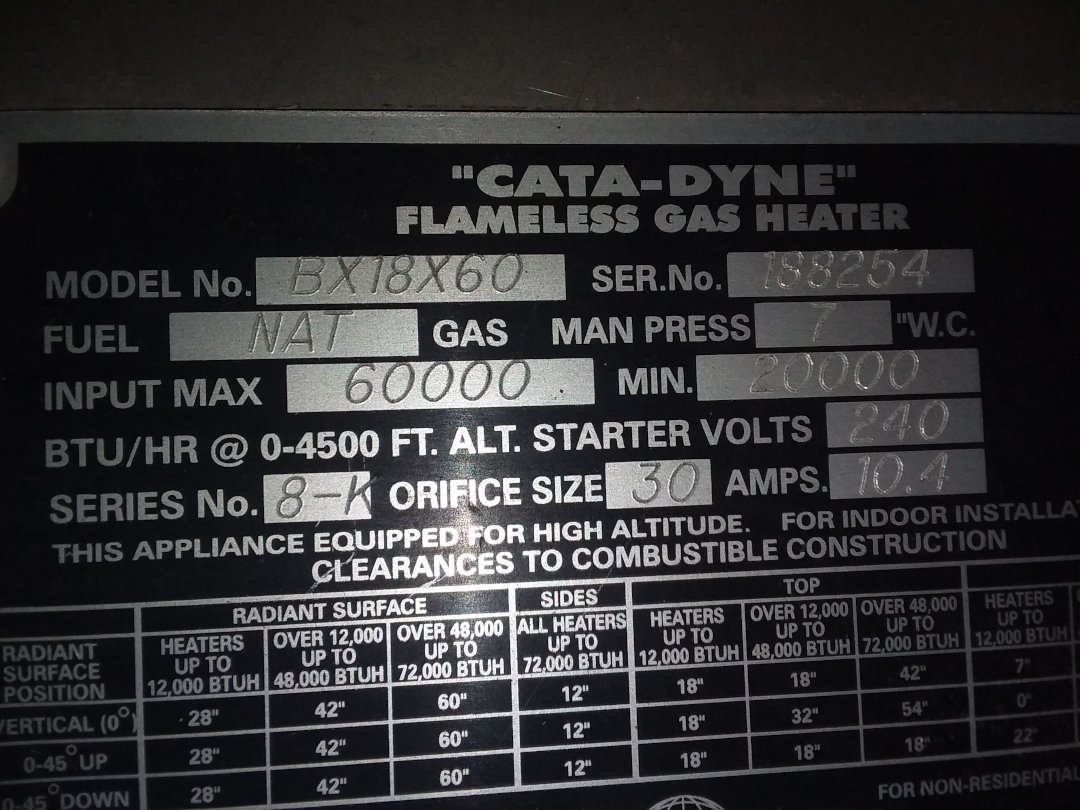 "CATA-DYNE"
FLAMELESS GAS HEATER
MODEL No. BX18X60 SER.No. 188254
FUEL NAT GAS MAN PRESS 7 "W.C.
INPUT MAX 60000 MIN. 20000
BTU/HR @ 0-4500 FT. ALT. STARTER VOLTS 240
SERIES No. 8-K ORIFICE SIZE 30 AMPS. 10.4
THIS APPLIANCE EQUIPPED FOR HIGH ALTITUDE. FOR INDOOR INSTALLAT
CLEARANCES TO COMBUSTIBLE CONSTRUCTION
RADIANT SURFACE SIDES TOP
RADIANT HEATERS OVER 12,000 OVER 48,000 ALL HEATERS HEATERS OVER 12,000 OVER 48,000 HEATERS
SURFACE UP TO UP TO UP TO UP TO UP TO UP TO UP TO UP TO
POSITION 12,000 BTUH 48,000 BTUH 72,000 BTUH 72,000 BTUH 12,000 BTUH 48,000 BTUH 72,000 BTUH 12,000 BTUH
VERTICAL (0°) 28" 42" 60" 12" 18" 18" 42" 7"
0-45° UP 28" 42" 60" 12" 18" 32" 54" 0"
0-45° DOWN 28" 42" 60" 12" 18" 18" 18" 22"
FOR NON-RESIDENTIAL